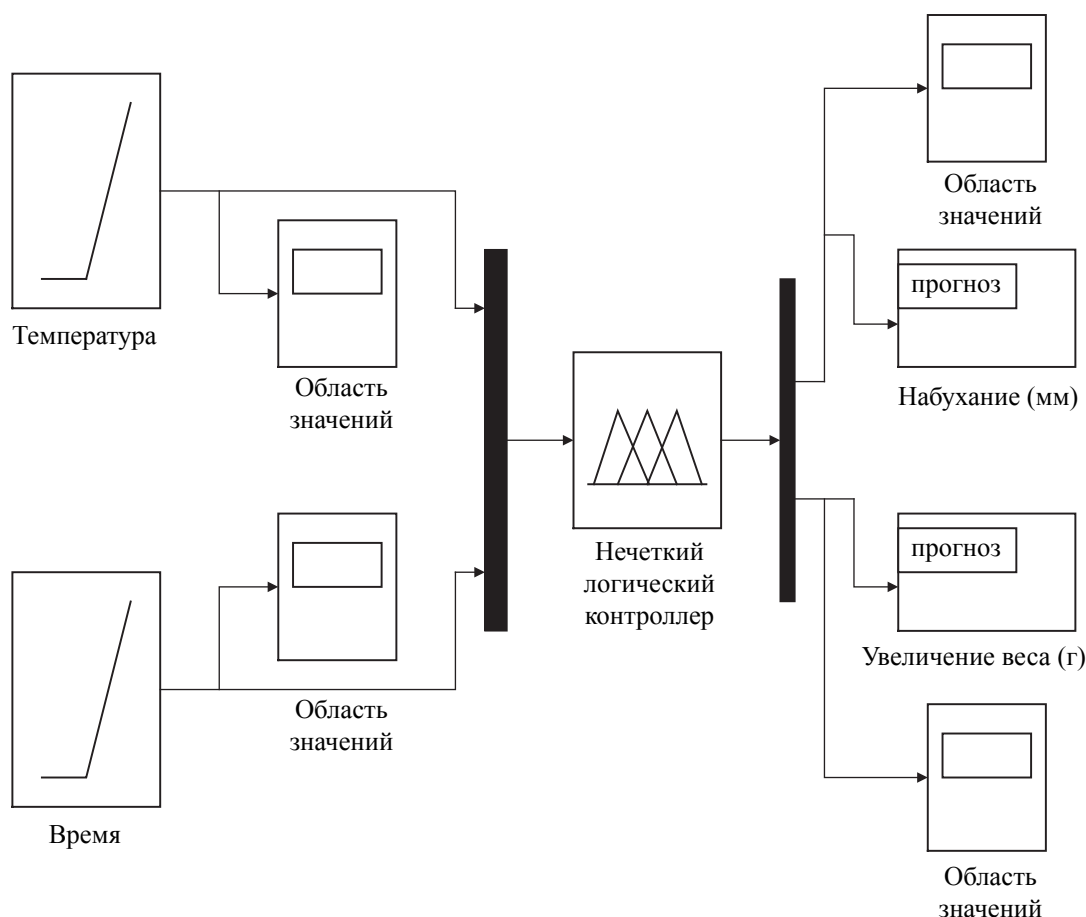 Область
значений
прогноз
Температура
Область
значений
Набухание (мм)
Нечеткий
логический
контроллер
прогноз
Увеличение веса (г)
Область
значений
Время
Область
значений